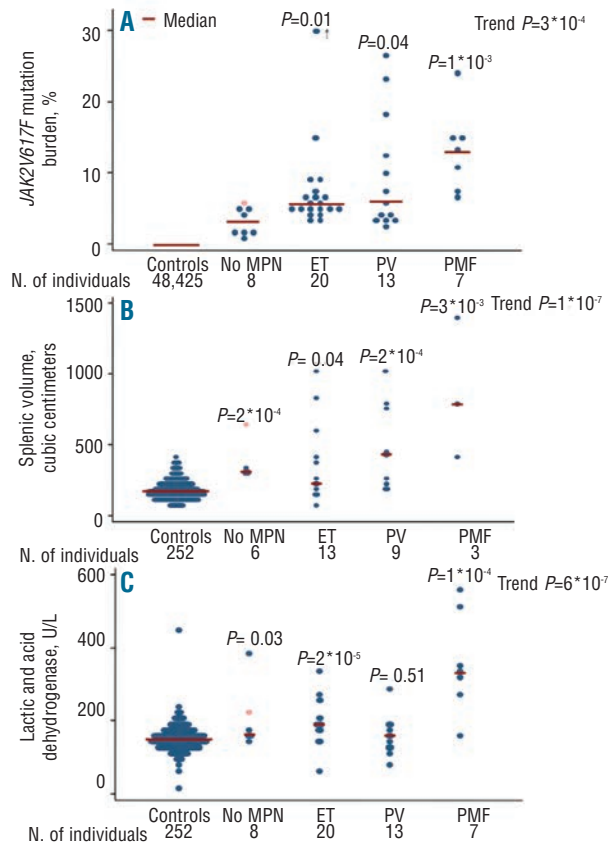 A
Median
Trend P=3*10-4
P=0.01
↑
P=0.04
P=1*10-3
30
20
10
0
JAK2V617F mutation
burden, %
Controls No MPN ET PV PMF
N. of individuals 48,425 8 20 13 7
B
P=3*10-3 Trend P=1*10-7
P= 0.04
P=2*10-4
P=2*10-4
1500
1000
500
0
Splenic volume,
cubic centimeters
Controls No MPN ET PV PMF
N. of individuals 252 6 13 9 3
C
P=1*10-4 Trend P=6*10-7
P= 0.03
P=2*10-5
P= 0.51
600
400
200
0
Lactic and acid
dehydrogenase, U/L
Controls No MPN ET PV PMF
N. of individuals 252 8 20 13 7